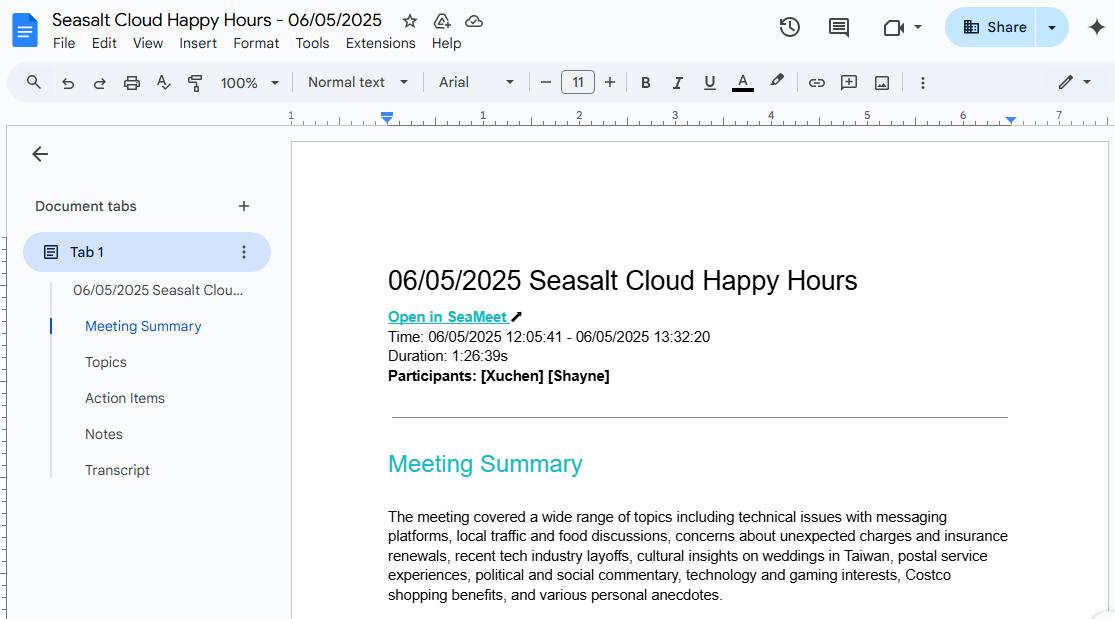 Seasalt Cloud Happy Hours - 06/05/2025
File Edit View Insert Format Tools Extensions Help
Share
100% Normal text Arial 11 B I U A
1 1 2 3 4 5 6 7
Document tabs
Tab 1
06/05/2025 Seasalt Clou...
Meeting Summary
Topics
Action Items
Notes
Transcript
06/05/2025 Seasalt Cloud Happy Hours
Open in SeaMeet
Time: 06/05/2025 12:05:41 - 06/05/2025 13:32:20
Duration: 1:26:39s
Participants: [Xuchen] [Shayne]
Meeting Summary
The meeting covered a wide range of topics including technical issues with messaging
platforms, local traffic and food discussions, concerns about unexpected charges and insurance
renewals, recent tech industry layoffs, cultural insights on weddings in Taiwan, postal service
experiences, political and social commentary, technology and gaming interests, Costco
shopping benefits, and various personal anecdotes.